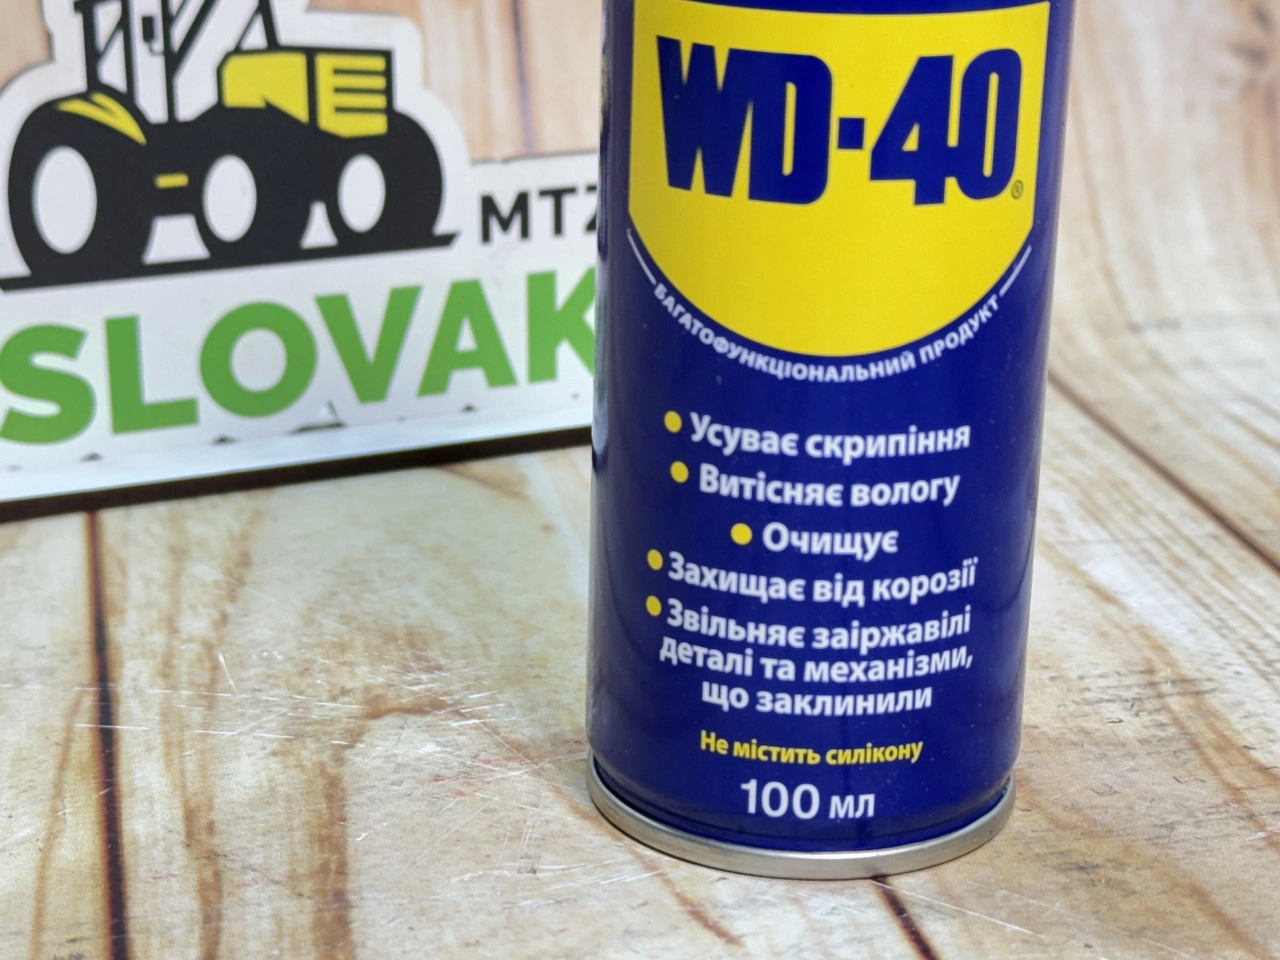 MTZ
SLOVAK
WD-40®
БАГАТОФУНКЦІОНАЛЬНИЙ ПРОДУКТ
Усуває скрипіння
Витісняє вологу
Очищує
Захищає від корозії
Звільняє заіржавілі
деталі та механізми,
що заклинили
Не містить силікону
100 мл